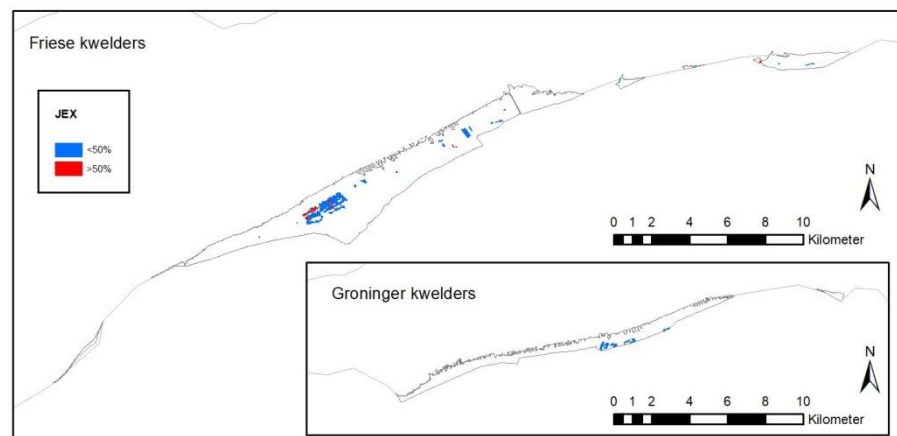 Friese kwelders
JEX
<50%
>50%
N
0 1 2 4 6 8 10
Kilometer
Groninger kwelders
N
0 1 2 4 6 8 10
Kilometer